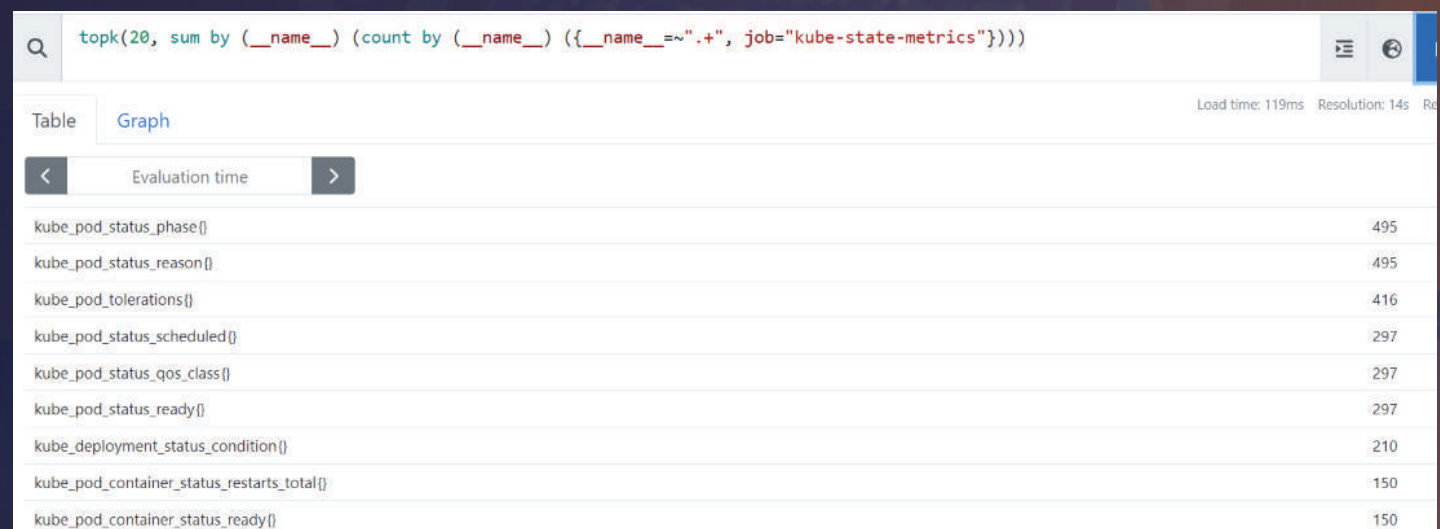 topk(20, sum by (__name__) (count by (__name__) ({__name__=~".+", job="kube-state-metrics"})))
Load time: 119ms Resolution: 14s Re
Table Graph
Evaluation time
kube_pod_status_phase{} 495
kube_pod_status_reason{} 495
kube_pod_tolerations{} 416
kube_pod_status_scheduled{} 297
kube_pod_status_qos_class{} 297
kube_pod_status_ready{} 297
kube_deployment_status_condition{} 210
kube_pod_container_status_restarts_total{} 150
kube_pod_container_status_ready{} 150